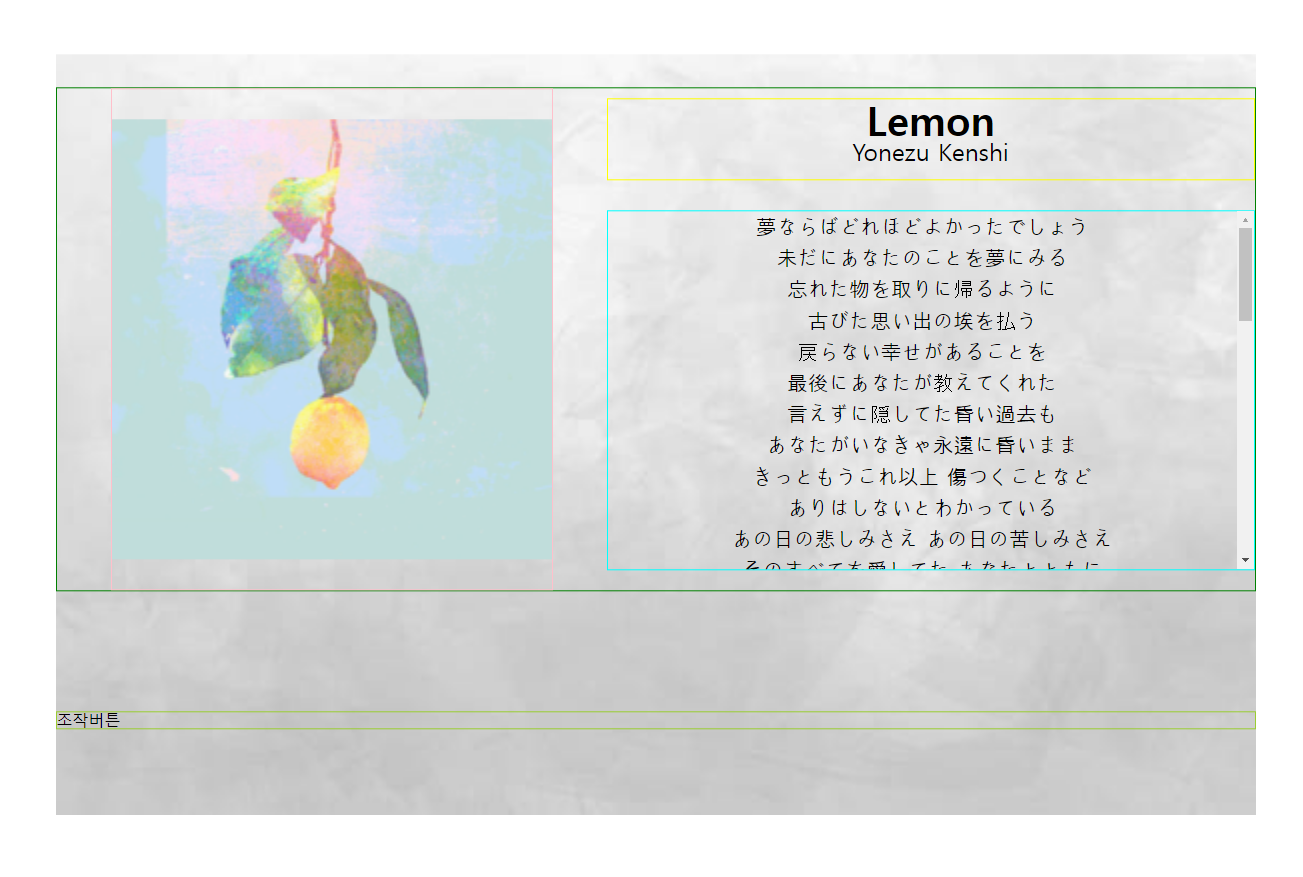 Lemon
Yonezu Kenshi
夢ならばどれほどよかったでしょう
未だにあなたのことを夢にみる
忘れた物を取りに帰るように
古びた思い出の埃を払う
戻らない幸せがあることを
最後にあなたが教えてくれた
言えずに隠してた昏い過去も
あなたがいなきゃ永遠に昏いまま
きっともうこれ以上 傷つくことなど
ありはしないとわかっている
あの日の悲しみさえ あの日の苦しみさえ
조작버튼